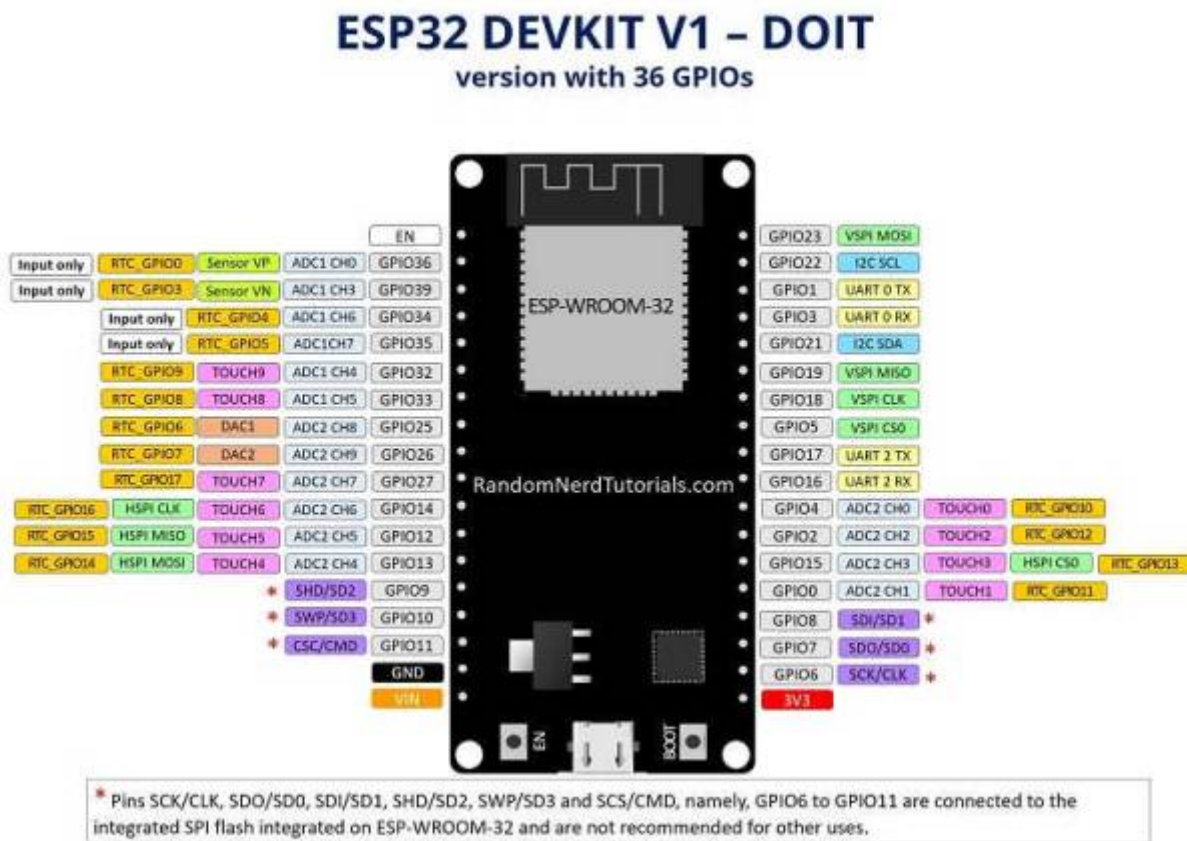 ESP32 DEVKIT V1 – DOIT
version with 36 GPIOs
EN
GPIO23 VSPI MOSI
Input only RTC_GPIO0 Sensor VP ADC1 CH0 GPIO36
GPIO22 I2C SCL
Input only RTC_GPIO3 Sensor VN ADC1 CH3 GPIO39
ESP-WROOM-32
GPIO1 UART 0 TX
Input only RTC_GPIO4 ADC1 CH6 GPIO34
GPIO3 UART 0 RX
Input only RTC_GPIO5 ADC1CH7 GPIO35
GPIO21 I2C SDA
RTC_GPIO9 TOUCH9 ADC1 CH4 GPIO32
GPIO19 VSPI MISO
RTC_GPIO8 TOUCH8 ADC1 CH5 GPIO33
GPIO18 VSPI CLK
RTC_GPIO6 DAC1 ADC2 CH8 GPIO25
GPIO5 VSPI CS0
RTC_GPIO7 DAC2 ADC2 CH9 GPIO26
GPIO17 UART 2 TX
RTC_GPIO17 TOUCH7 ADC2 CH7 GPIO27
RandomNerdTutorials.com
GPIO16 UART 2 RX
RTC_GPIO16 HSPI CLK TOUCH6 ADC2 CH6 GPIO14
GPIO4 ADC2 CH0 TOUCH0 RTC_GPIO10
RTC_GPIO15 HSPI MISO TOUCH5 ADC2 CH5 GPIO12
GPIO2 ADC2 CH2 TOUCH2 RTC_GPIO12
RTC_GPIO14 HSPI MOSI TOUCH4 ADC2 CH4 GPIO13
GPIO15 ADC2 CH3 TOUCH3 HSPI CS0 RTC_GPIO13
* SHD/SD2 GPIO9
GPIO0 ADC2 CH1 TOUCH1 RTC_GPIO11
* SWP/SD3 GPIO10
GPIO8 SDI/SD1 *
* CSC/CMD GPIO11
GPIO7 SDO/SD0 *
GND
GPIO6 SCK/CLK *
VIN
3V3
EN
BOOT
* Pins SCK/CLK, SDO/SD0, SDI/SD1, SHD/SD2, SWP/SD3 and SCS/CMD, namely, GPIO6 to GPIO11 are connected to the
integrated SPI flash integrated on ESP-WROOM-32 and are not recommended for other uses.